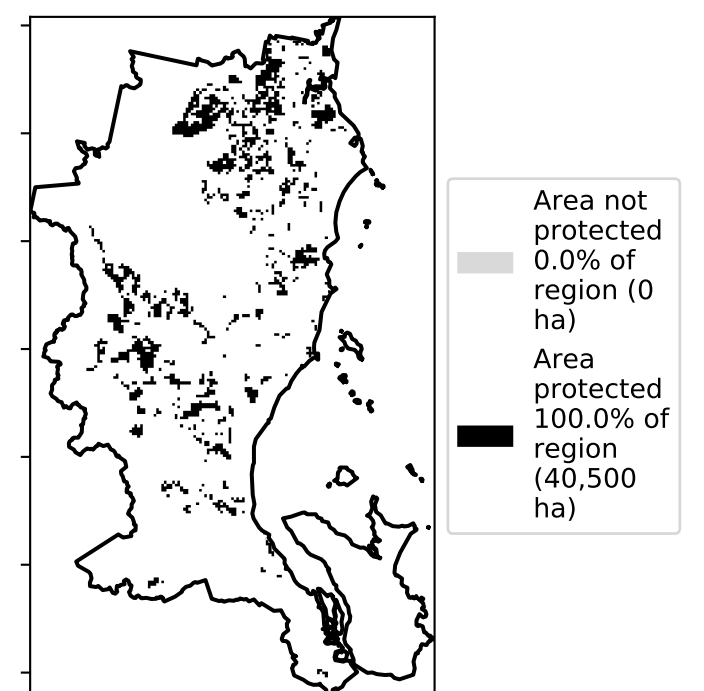 Area not
protected
0.0% of
region (0
ha)
Area
protected
100.0% of
region
(40,500
ha)